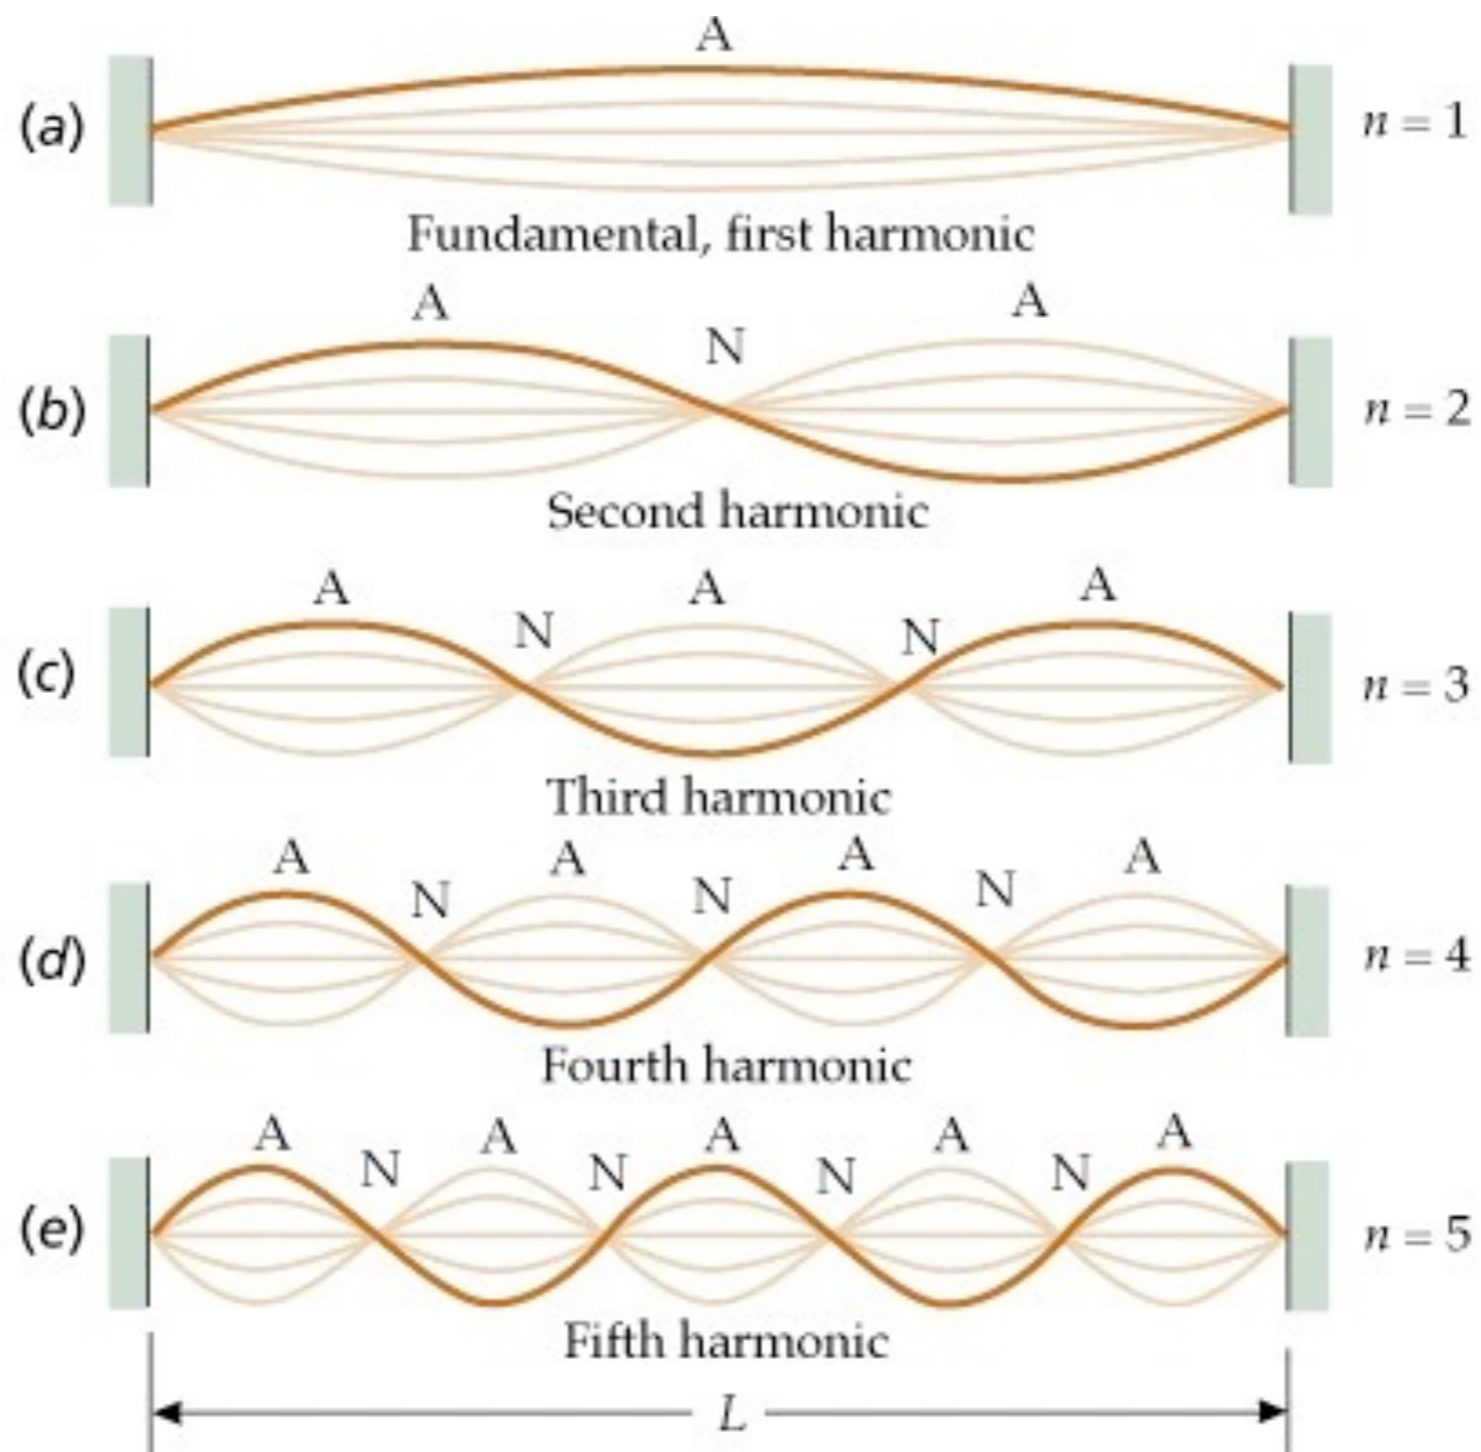 A
(a) n = 1
Fundamental, first harmonic
A N A
(b) n = 2
Second harmonic
A N A N A
(c) n = 3
Third harmonic
A N A N A N A
(d) n = 4
Fourth harmonic
A N A N A N A N A
(e) n = 5
Fifth harmonic
L